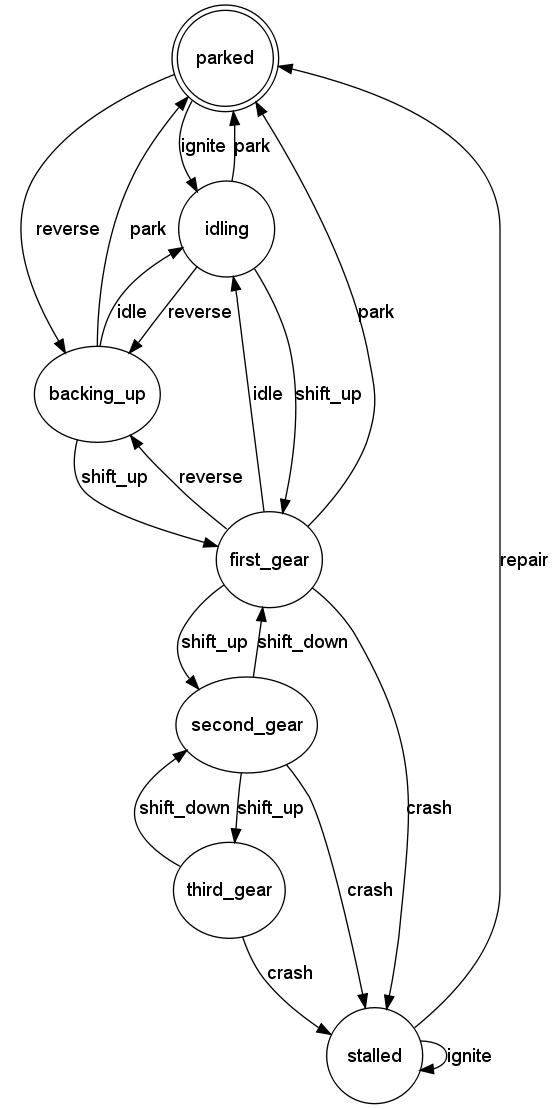 parked
ignite
park
reverse
park
idling
idle
reverse
park
backing_up
idle
shift_up
shift_up
reverse
first_gear
repair
shift_up
shift_down
second_gear
shift_down
shift_up
crash
third_gear
crash
crash
stalled
ignite